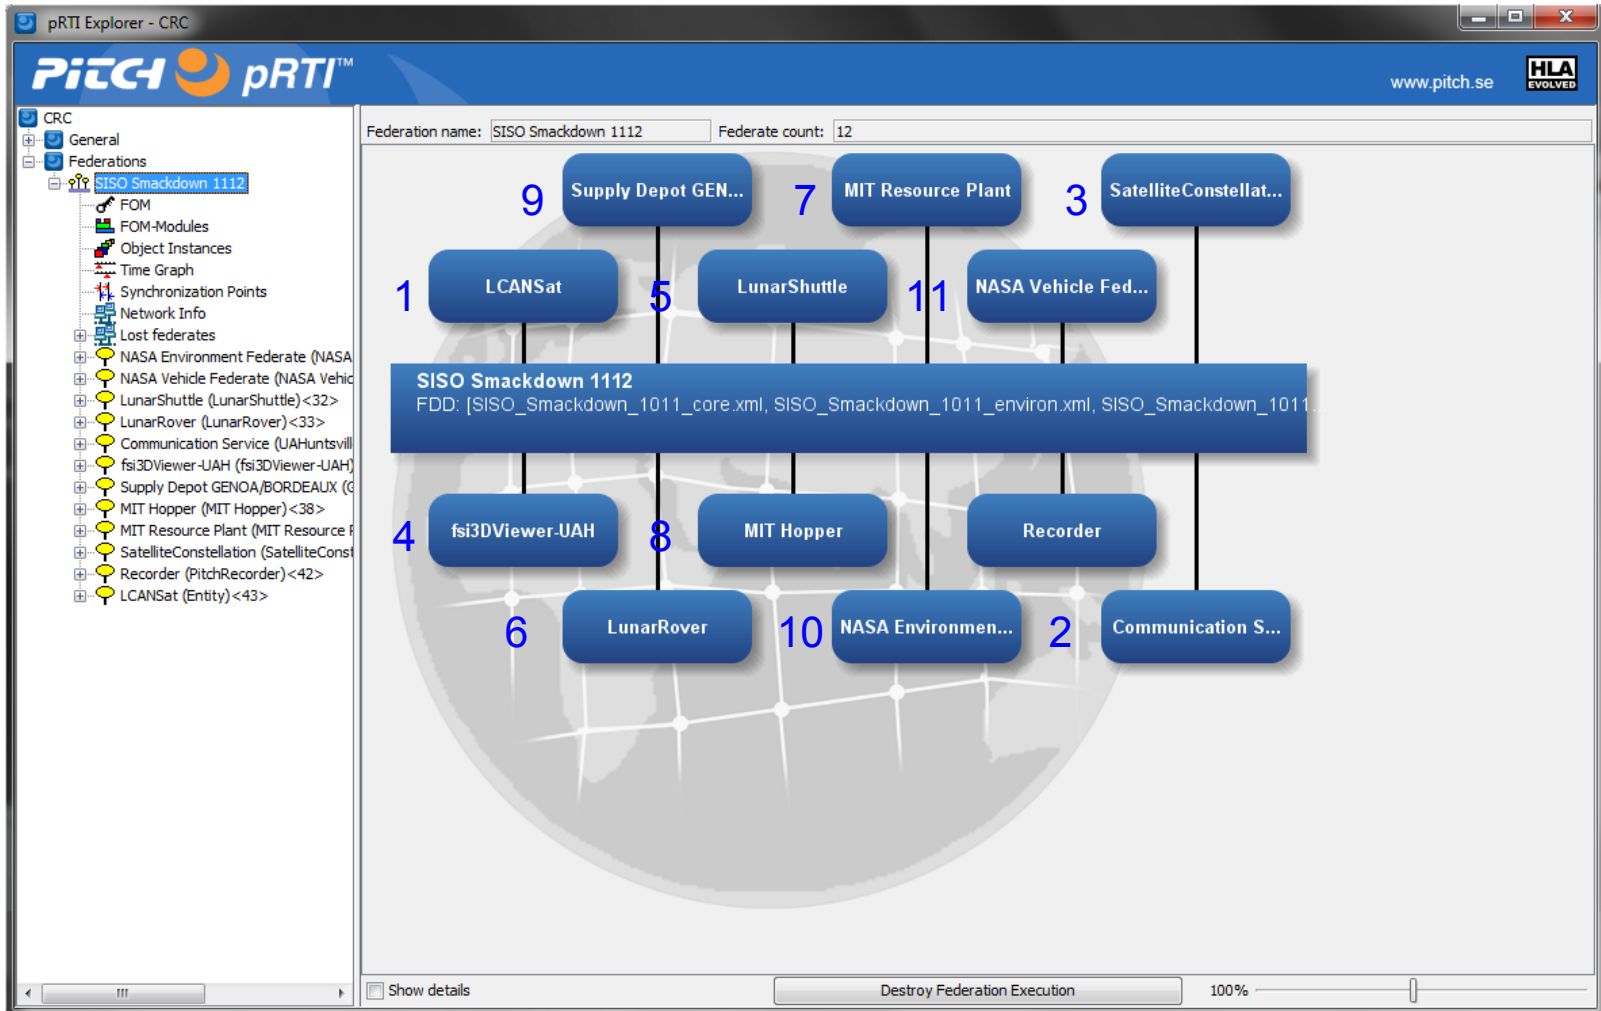 pRTI Explorer - CRC
PITCH pRTI™
www.pitch.se
HLA
EVOLVED
CRC
General
Federations
SISO Smackdown 1112
FOM
FOM-Modules
Object Instances
Time Graph
Synchronization Points
Network Info
Lost federates
NASA Environment Federate (NASA
NASA Vehicle Federate (NASA Vehic
LunarShuttle (LunarShuttle)<32>
LunarRover (LunarRover)<33>
Communication Service (UAHuntsvill
fsi3DViewer-UAH (fsi3DViewer-UAH)
Supply Depot GENOA/BORDEAUX (G
MIT Hopper (MIT Hopper)<38>
MIT Resource Plant (MIT Resource P
SatelliteConstellation (SatelliteConst
Recorder (PitchRecorder)<42>
LCANSat (Entity)<43>
Federation name: SISO Smackdown 1112 Federate count: 12
9 Supply Depot GEN... 7 MIT Resource Plant 3 SatelliteConstellat...
1 LCANSat 5 LunarShuttle 11 NASA Vehicle Fed...
SISO Smackdown 1112
FDD: [SISO_Smackdown_1011_core.xml, SISO_Smackdown_1011_environ.xml, SISO_Smackdown_1011...
4 fsi3DViewer-UAH 8 MIT Hopper Recorder
6 LunarRover 10 NASA Environmen... 2 Communication S...
Show details Destroy Federation Execution 100%